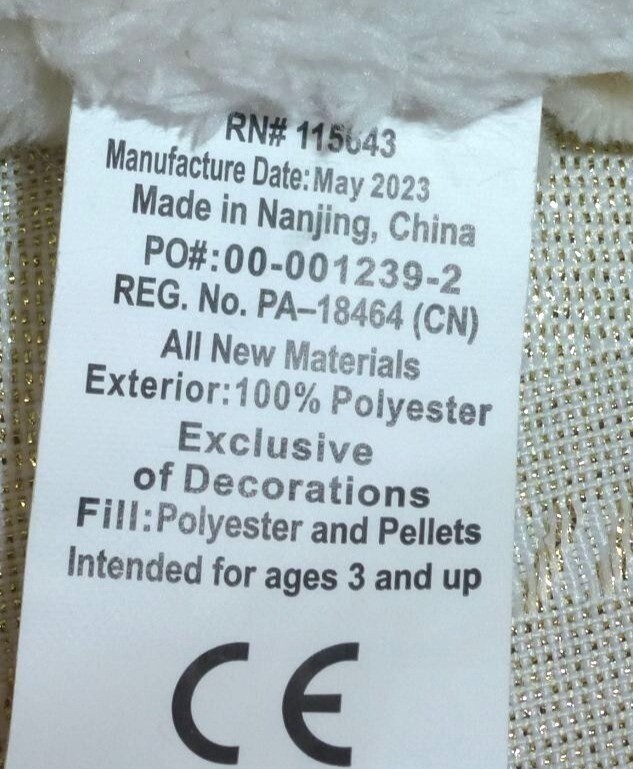 RN# 115643
Manufacture Date:May 2023
Made in Nanjing, China
PO#:00-001239-2
REG. No. PA-18464 (CN)
All New Materials
Exterior:100% Polyester
Exclusive
of Decorations
Fill:Polyester and Pellets
Intended for ages 3 and up
CE